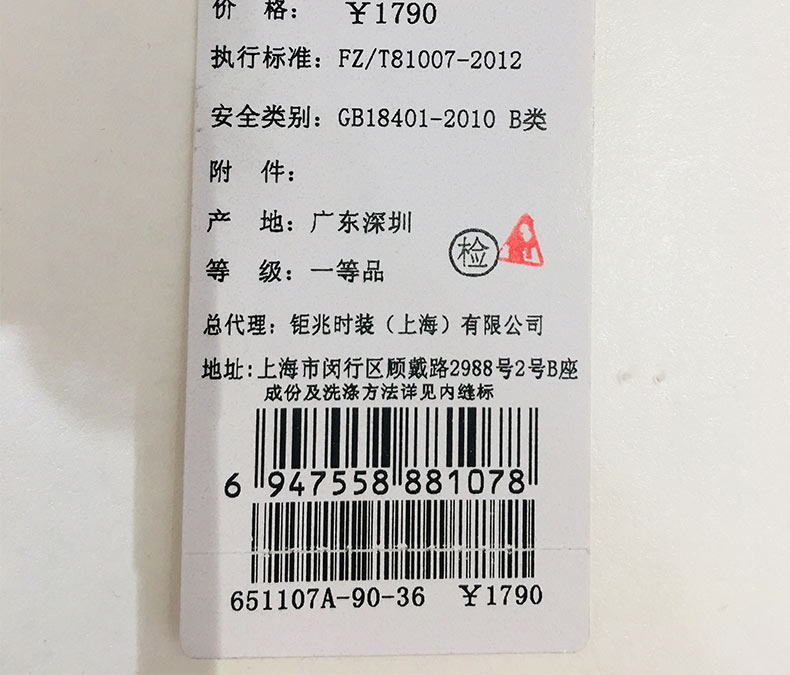 价 格: ¥1790
执行标准: FZ/T81007-2012
安全类别: GB18401-2010 B类
附 件:
产 地: 广东深圳
检
等 级: 一等品
总代理: 钜兆时装（上海）有限公司
地址:上海市闵行区顾戴路2988号2号B座
成份及洗涤方法详见内缝标
6 947558 881078
651107A-90-36 ¥1790